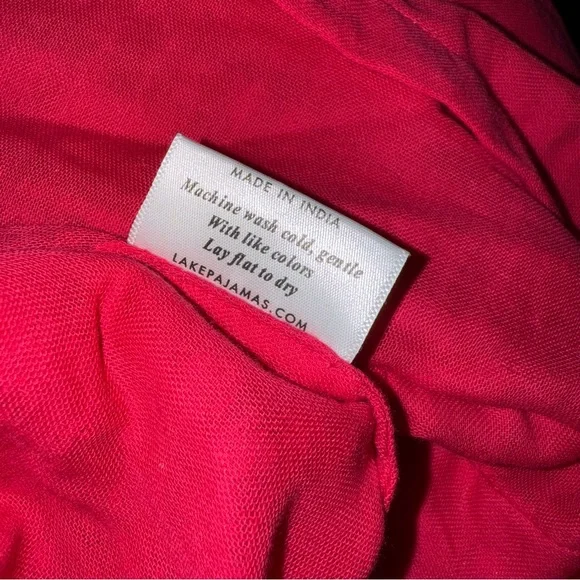 MADE IN INDIA
Machine wash cold, gentle
With like colors
Lay flat to dry
LAKEPAJAMAS.COM